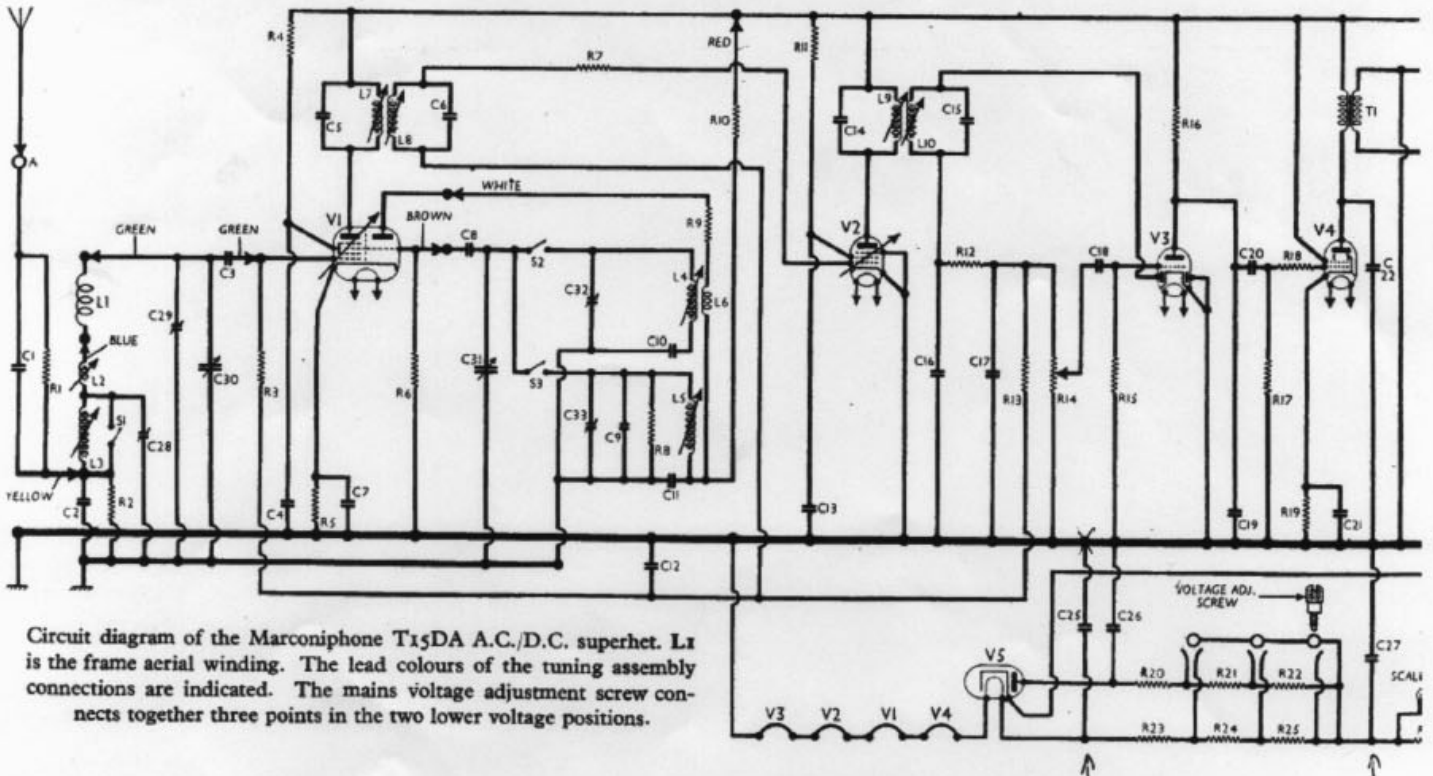 R4
RED
R11
R7
L7
C6
L9
C15
C5
L8
R10
C14
L10
R16
T1
A
WHITE
V1
BROWN
GREEN
GREEN
R9
V2
V3
V4
C3
C8
S2
R12
C18
C20
R18
C
22
L1
C32
L4
L6
BLUE
C29
C1
R1
L2
C30
R3
R6
C31
C10
C16
C17
R13
R14
R15
R17
S3
S1
C33
C9
R8
L5
C28
L3
YELLOW
R2
C7
C11
C2
C4
R5
C13
C19
R19
C21
C12
VOLTAGE ADJ.
SCREW
C25
C26
C27
Circuit diagram of the Marconiphone T15DA A.C./D.C. superhet. L1
is the frame aerial winding. The lead colours of the tuning assembly
connections are indicated. The mains voltage adjustment screw con-
nects together three points in the two lower voltage positions.
V5
R20
R21
R22
V3
V2
V1
V4
R23
R24
R25